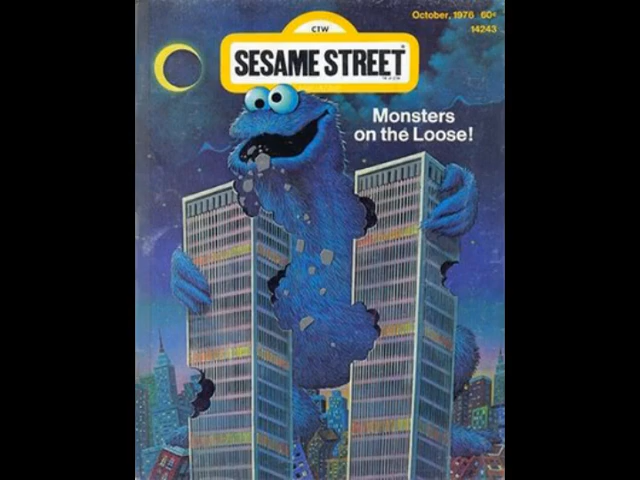 October, 1976 60¢
14243
CTW
SESAME STREET
Monsters
on the Loose!